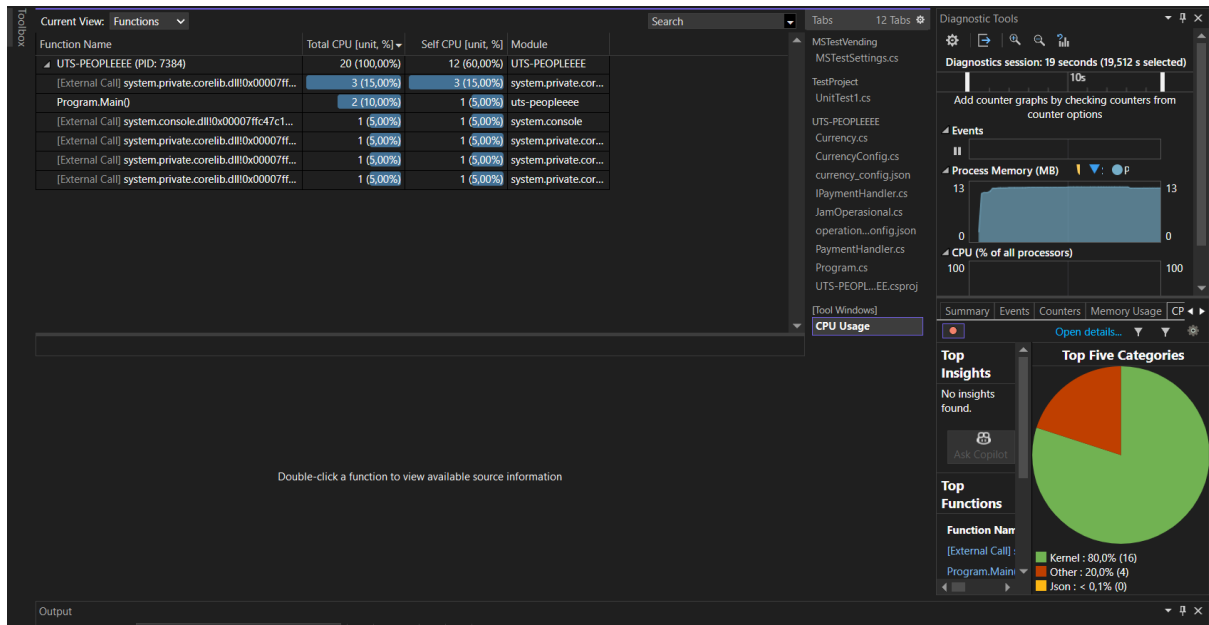 Toolbox
Current View: Functions
Search
Function Name Total CPU [unit, %] Self CPU [unit, %] Module
UTS-PEOPLEEEE (PID: 7384) 20 (100,00%) 12 (60,00%) UTS-PEOPLEEEE
[External Call] system.private.corelib.dll!0x00007ff... 3 (15,00%) 3 (15,00%) system.private.cor...
Program.Main() 2 (10,00%) 1 (5,00%) uts-peopleeee
[External Call] system.console.dll!0x00007ffc47c1... 1 (5,00%) 1 (5,00%) system.console
[External Call] system.private.corelib.dll!0x00007ff... 1 (5,00%) 1 (5,00%) system.private.cor...
[External Call] system.private.corelib.dll!0x00007ff... 1 (5,00%) 1 (5,00%) system.private.cor...
[External Call] system.private.corelib.dll!0x00007ff... 1 (5,00%) 1 (5,00%) system.private.cor...
Double-click a function to view available source information
Output
Tabs 12 Tabs
MSTestVending
MSTestSettings.cs
TestProject
UnitTest1.cs
UTS-PEOPLEEEE
Currency.cs
CurrencyConfig.cs
currency_config.json
IPaymentHandler.cs
JamOperasional.cs
operation...onfig.json
PaymentHandler.cs
Program.cs
UTS-PEOPL...EE.csproj
[Tool Windows]
CPU Usage
Diagnostic Tools
Diagnostics session: 19 seconds (19,512 s selected)
10s
Add counter graphs by checking counters from
counter options
Events
Process Memory (MB)
13 13
0 0
CPU (% of all processors)
100 100
Summary Events Counters Memory Usage CP
Open details...
Top
Insights
No insights
found.
Ask Copilot
Top
Functions
Function Nam
[External Call]
Program.Main
Top Five Categories
Kernel : 80,0% (16)
Other : 20,0% (4)
Json : < 0,1% (0)